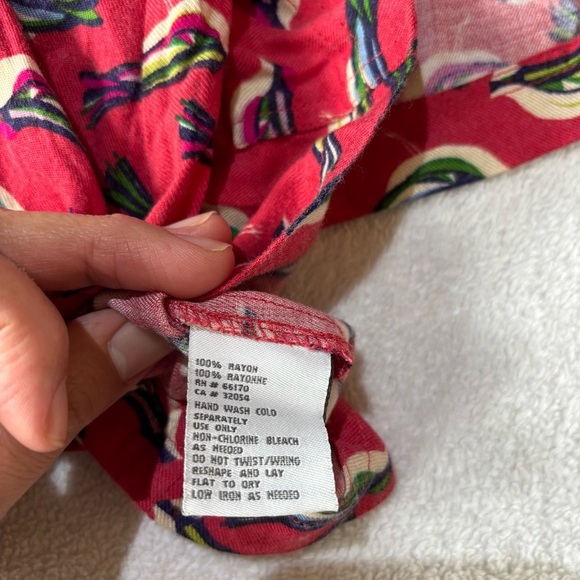 100% RAYON
100% RAYONNE
RN # 66170
CA # 32054
HAND WASH COLD
SEPARATELY
USE ONLY
NON-CHLORINE BLEACH
AS NEEDED
DO NOT TWIST/WRING
RESHAPE AND LAY
FLAT TO DRY
LOW IRON AS NEEDED